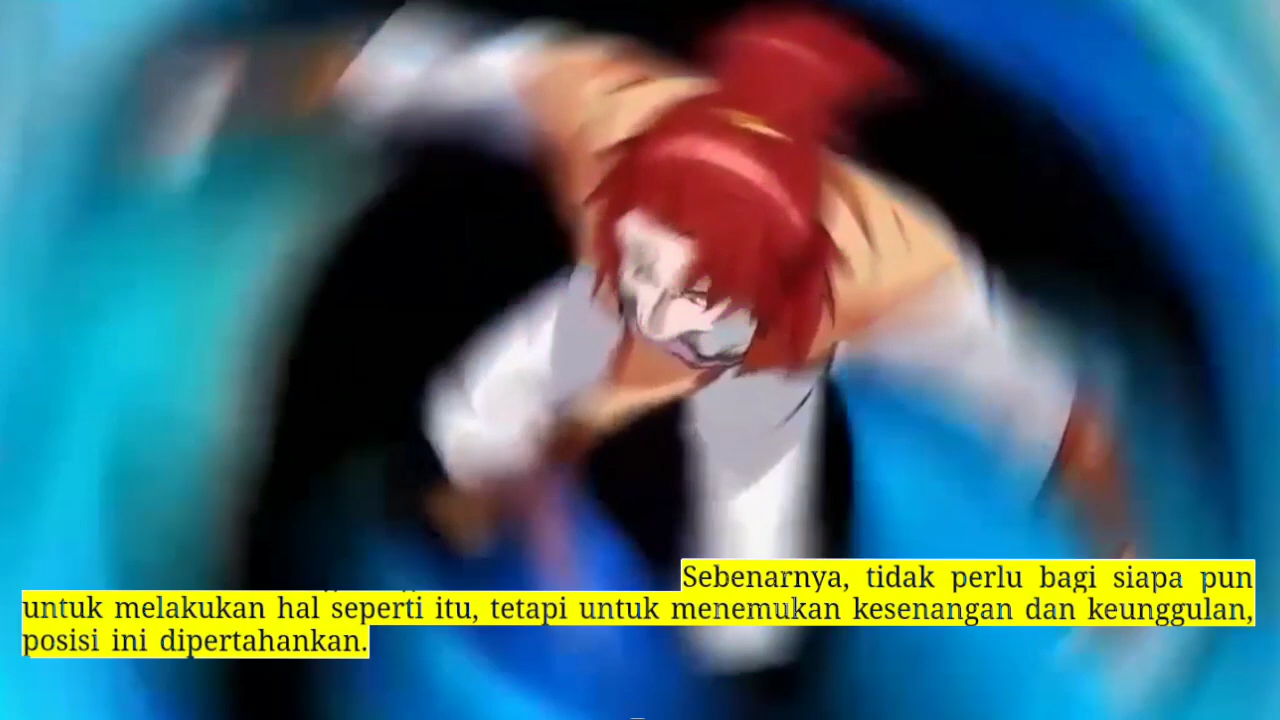 Sebenarnya, tidak perlu bagi siapa pun
untuk melakukan hal seperti itu, tetapi untuk menemukan kesenangan dan keunggulan,
posisi ini dipertahankan.